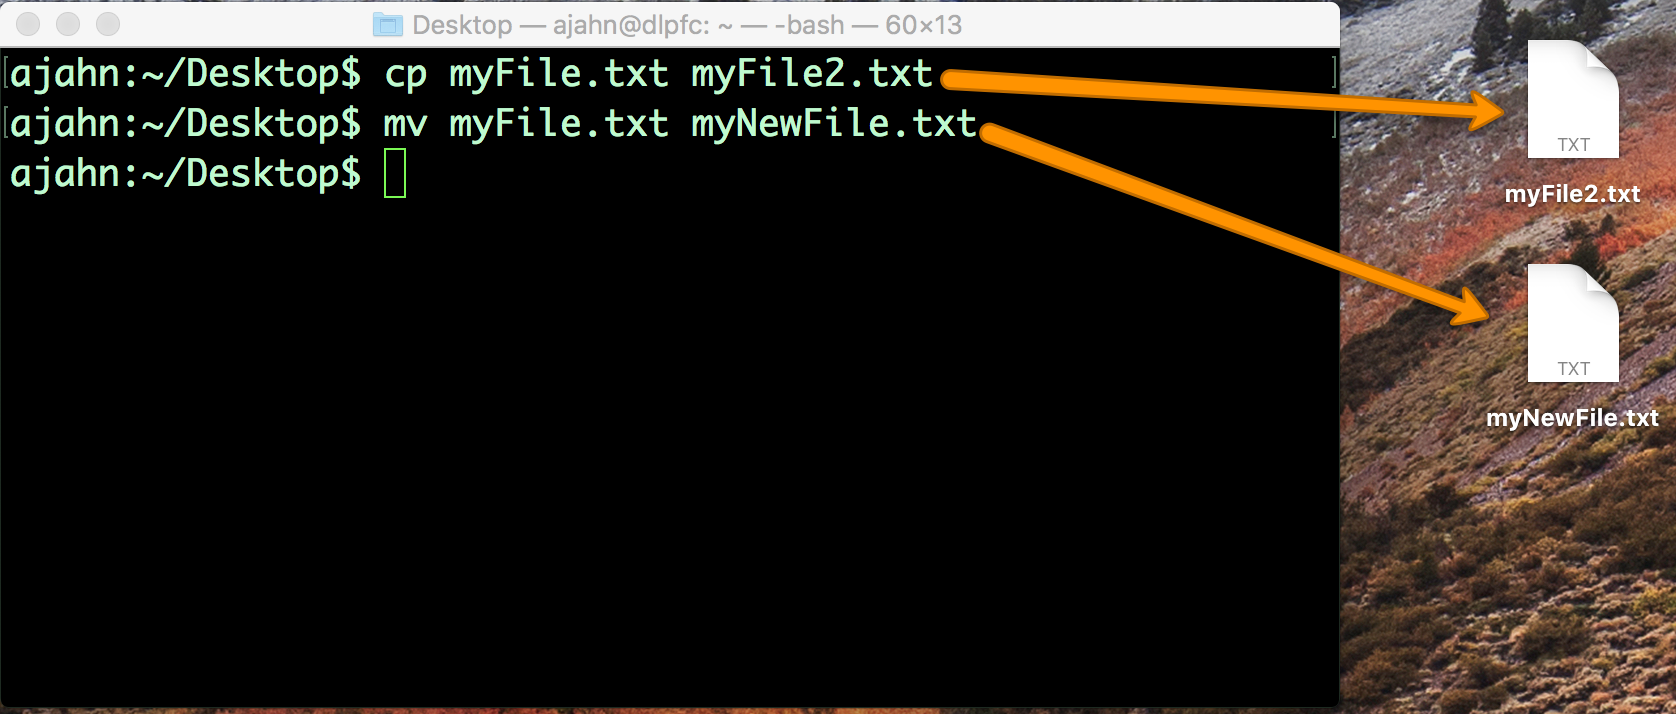 Desktop — ajahn@dlpfc: ~ — -bash — 60×13
ajahn:~/Desktop$ cp myFile.txt myFile2.txt
ajahn:~/Desktop$ mv myFile.txt myNewFile.txt
ajahn:~/Desktop$
TXT
myFile2.txt
TXT
myNewFile.txt